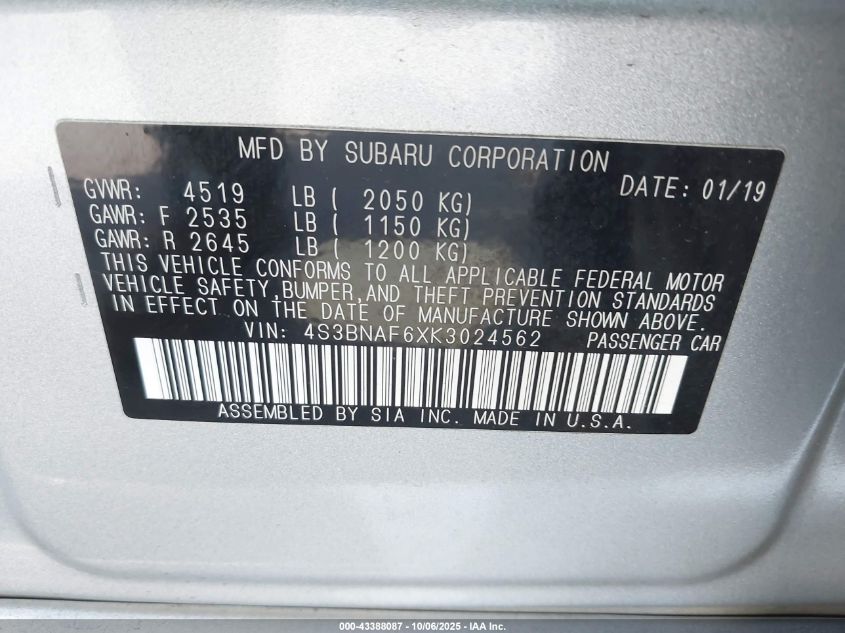 MFD BY SUBARU CORPORATION
DATE: 01/19
GVWR: 4519 LB ( 2050 KG)
GAWR: F 2535 LB ( 1150 KG)
GAWR: R 2645 LB ( 1200 KG)
THIS VEHICLE CONFORMS TO ALL APPLICABLE FEDERAL MOTOR
VEHICLE SAFETY,BUMPER,AND THEFT PREVENTION STANDARDS
IN EFFECT ON THE DATE OF MANUFACTURE SHOWN ABOVE.
VIN: 4S3BNAF6XK3024562 PASSENGER CAR
ASSEMBLED BY SIA INC. MADE IN U.S.A.
000-43388087 - 10/06/2025 - IAA Inc.